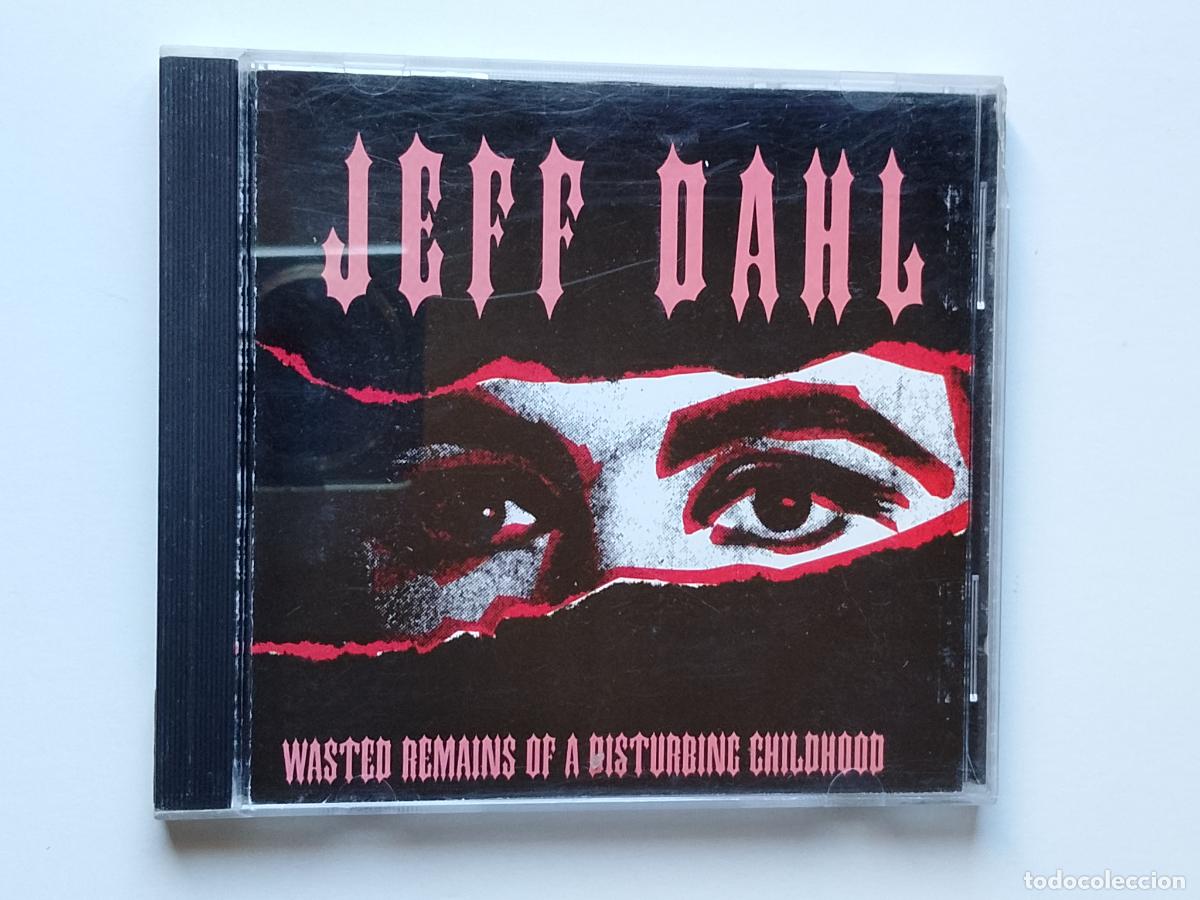 JEFF DAHL
WASTED REMAINS OF A DISTURBING CHILDHOOD
todocoleccion